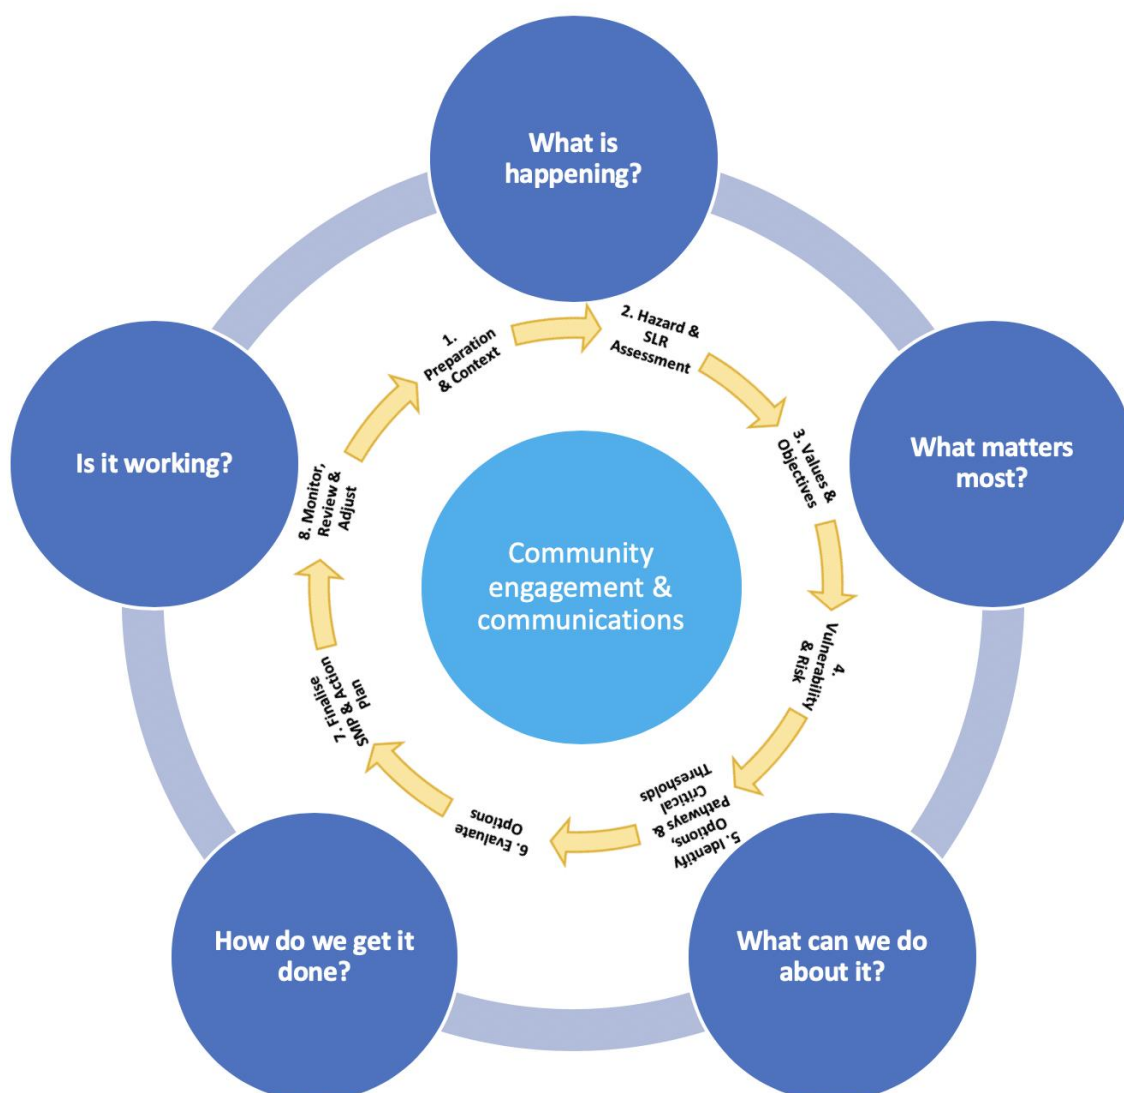 What is
happening?
What matters
most?
What can we do
about it?
How do we get it
done?
Is it working?
1.
Preparation
& Context
2. Hazard &
SLR
Assessment
3. Values &
Objectives
4.
Vulnerability
& Risk
5. Identify
Options,
Pathways &
Critical
Thresholds
6. Evaluate
Options
7. Finalise
SMP & Action
Plan
8. Monitor,
Review &
Adjust
Community
engagement &
communications